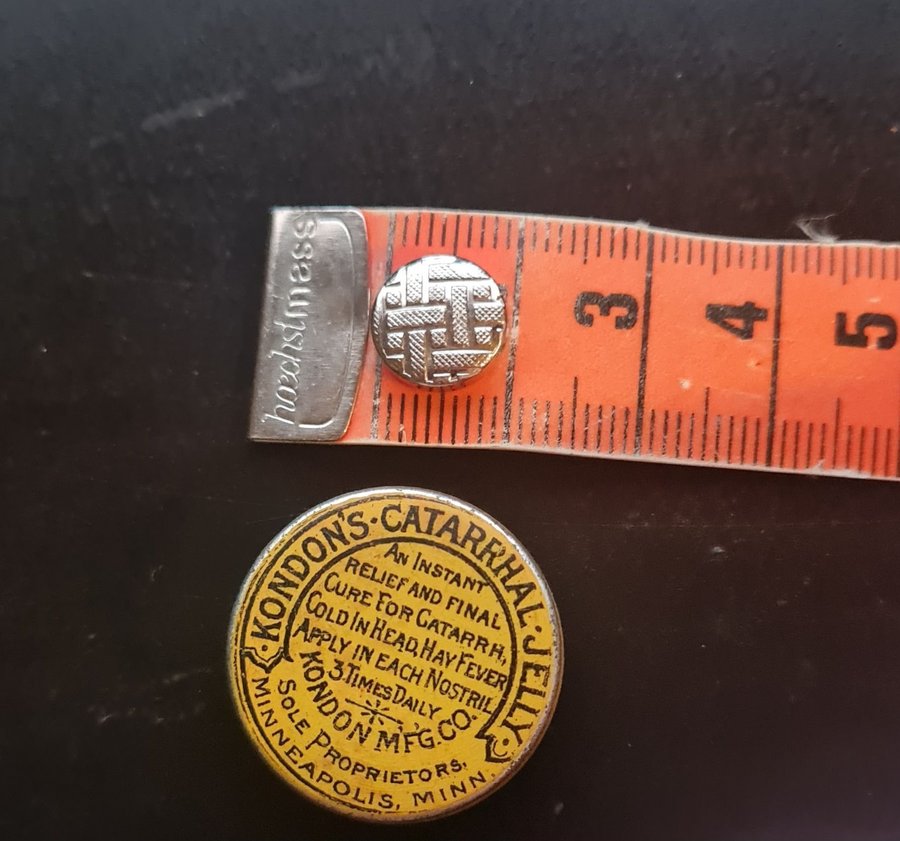 hoechstmass
3
4
5
KONDON'S · CATARRHAL · JELLY
AN INSTANT
RELIEF AND FINAL
CURE FOR CATARRH,
COLD IN HEAD, HAY FEVER
APPLY IN EACH NOSTRIL
3 TIMES DAILY
KONDON MFG. CO.
SOLE PROPRIETORS,
MINNEAPOLIS, MINN.